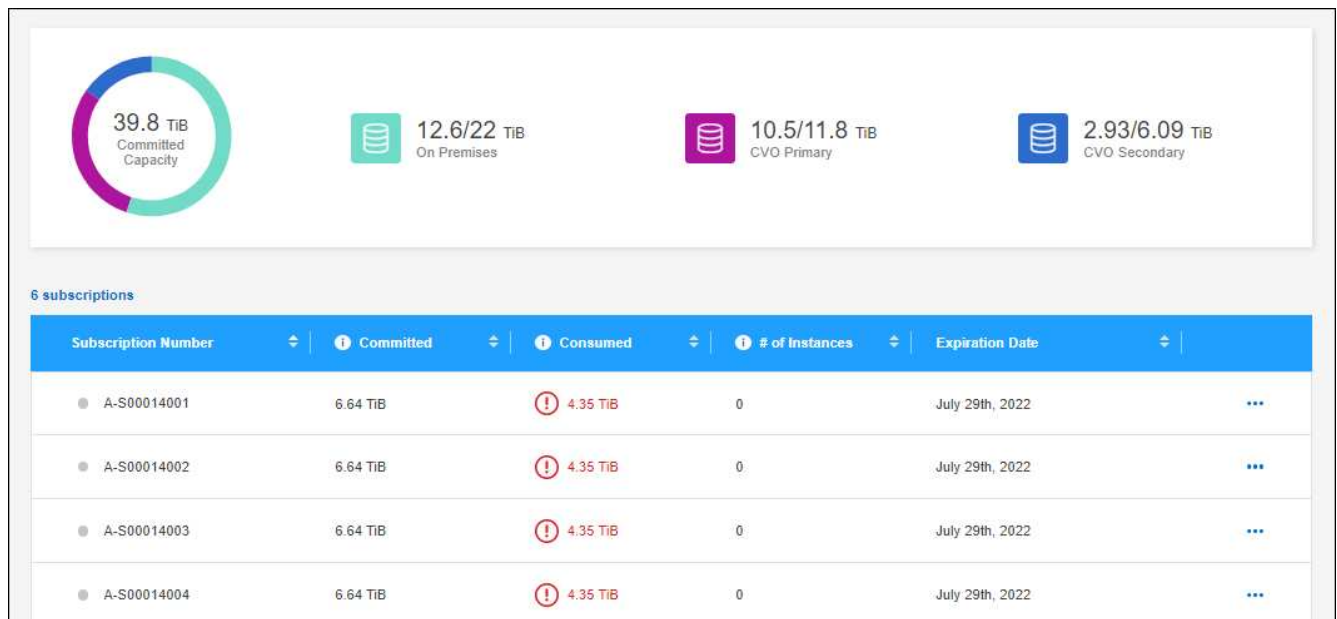 39.8 TiB
Committed
Capacity
12.6/22 TiB
On Premises
10.5/11.8 TiB
CVO Primary
2.93/6.09 TiB
CVO Secondary
6 subscriptions
Subscription Number Committed Consumed # of Instances Expiration Date
A-S00014001 6.64 TiB 4.35 TiB 0 July 29th, 2022
A-S00014002 6.64 TiB 4.35 TiB 0 July 29th, 2022
A-S00014003 6.64 TiB 4.35 TiB 0 July 29th, 2022
A-S00014004 6.64 TiB 4.35 TiB 0 July 29th, 2022